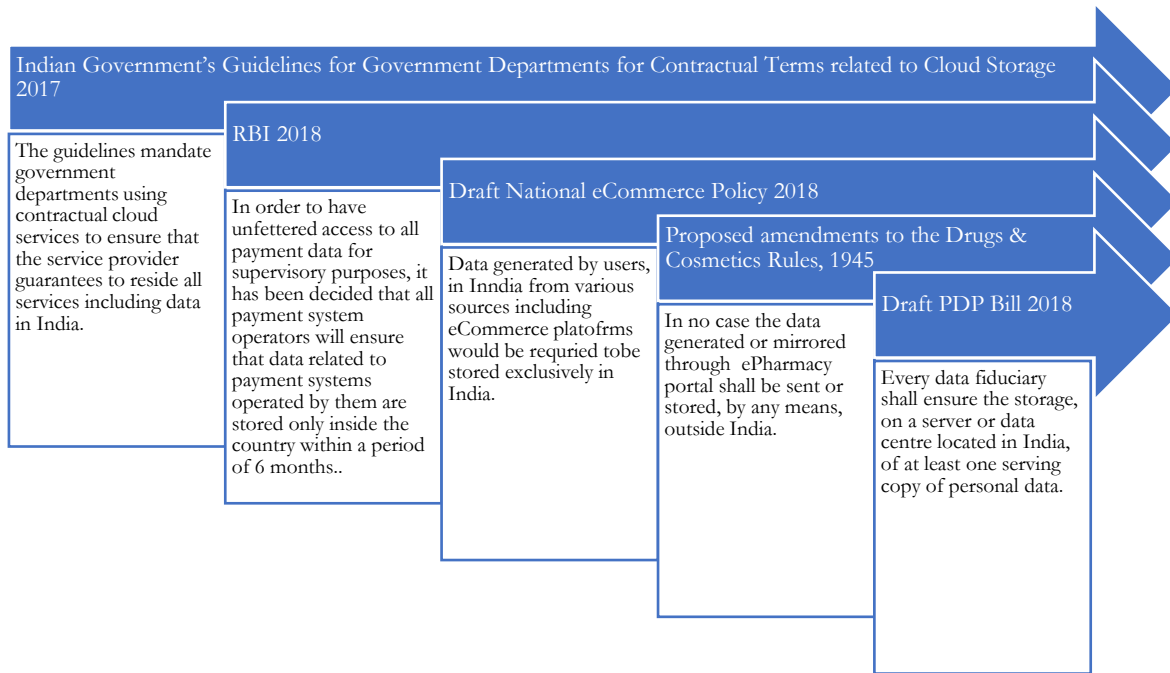 Indian Government’s Guidelines for Government Departments for Contractual Terms related to Cloud Storage
2017
The guidelines mandate
government
departments using
contractual cloud
services to ensure that
the service provider
guarantees to reside all
services including data
in India.
RBI 2018
In order to have
unfettered access to all
payment data for
supervisory purposes, it
has been decided that all
payment system
operators will ensure
that data related to
payment systems
operated by them are
stored only inside the
country within a period
of 6 months..
Draft National eCommerce Policy 2018
Data generated by users,
in Inndia from various
sources including
eCommerce platofrms
would be requried tobe
stored exclusively in
India.
Proposed amendments to the Drugs &
Cosmetics Rules, 1945
In no case the data
generated or mirrored
through ePharmacy
portal shall be sent or
stored, by any means,
outside India.
Draft PDP Bill 2018
Every data fiduciary
shall ensure the storage,
on a server or data
centre located in India,
of at least one serving
copy of personal data.